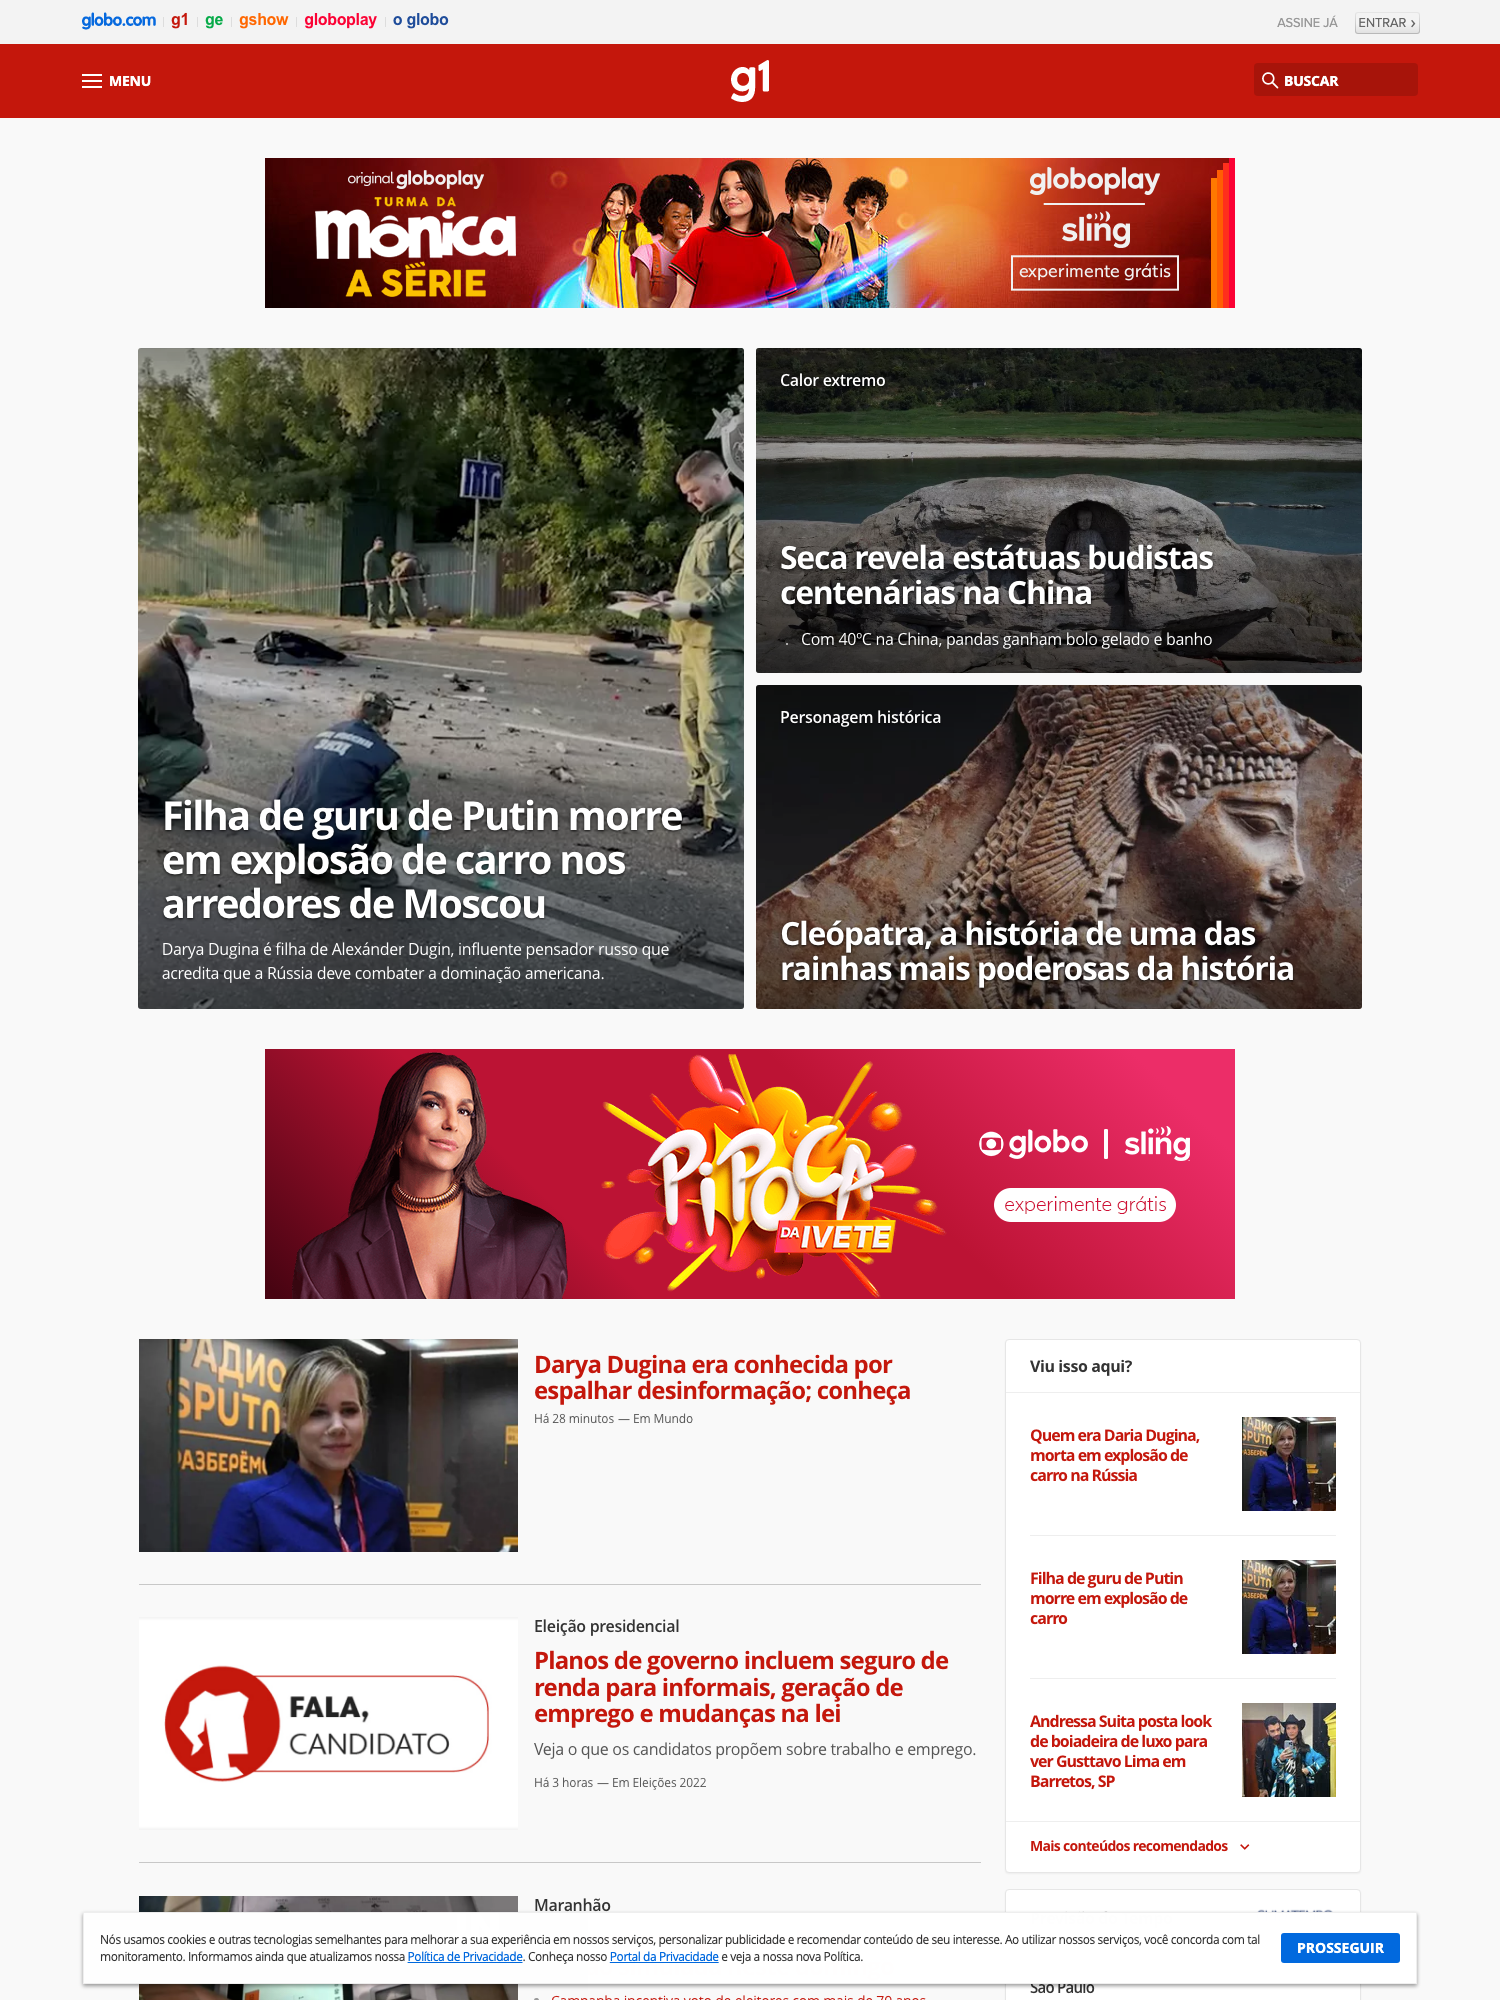 globo.com g1 ge gshow globoplay o globo
ASSINE JÁ ENTRAR ›
MENU
g1
BUSCAR
original globoplay
TURMA DA
Mônica
A SÉRIE
globoplay
sling
experimente grátis
Filha de guru de Putin morre
em explosão de carro nos
arredores de Moscou
Darya Dugina é filha de Alexánder Dugin, influente pensador russo que
acredita que a Rússia deve combater a dominação americana.
Calor extremo
Seca revela estátuas budistas
centenárias na China
. Com 40ºC na China, pandas ganham bolo gelado e banho
Personagem histórica
Cleópatra, a história de uma das
rainhas mais poderosas da história
PIPOCA
DA IVETE
globo | sling
experimente grátis
РАДИО
SPUTN
РАЗБЕРЁМ
Darya Dugina era conhecida por
espalhar desinformação; conheça
Há 28 minutos — Em Mundo
FALA,
CANDIDATO
Eleição presidencial
Planos de governo incluem seguro de
renda para informais, geração de
emprego e mudanças na lei
Veja o que os candidatos propõem sobre trabalho e emprego.
Há 3 horas — Em Eleições 2022
Maranhão
Viu isso aqui?
Quem era Daria Dugina,
morta em explosão de
carro na Rússia
Filha de guru de Putin
morre em explosão de
carro
Andressa Suita posta look
de boiadeira de luxo para
ver Gusttavo Lima em
Barretos, SP
Mais conteúdos recomendados
Nós usamos cookies e outras tecnologias semelhantes para melhorar a sua experiência em nossos serviços, personalizar publicidade e recomendar conteúdo de seu interesse. Ao utilizar nossos serviços, você concorda com tal
monitoramento. Informamos ainda que atualizamos nossa Política de Privacidade. Conheça nosso Portal da Privacidade e veja a nossa nova Política.
PROSSEGUIR
São Paulo
Campanha incentiva voto de eleitores com mais de 70 anos